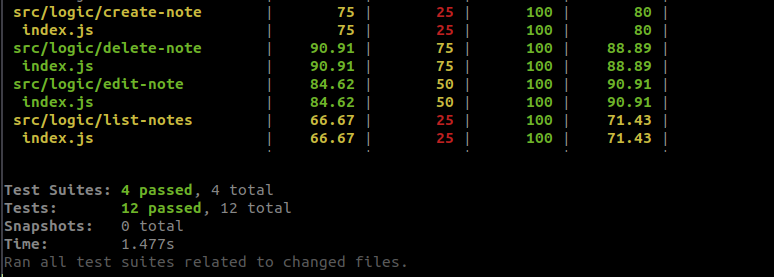 src/logic/create-note | 75 | 25 | 100 | 80 |
index.js | 75 | 25 | 100 | 80 |
src/logic/delete-note | 90.91 | 75 | 100 | 88.89 |
index.js | 90.91 | 75 | 100 | 88.89 |
src/logic/edit-note | 84.62 | 50 | 100 | 90.91 |
index.js | 84.62 | 50 | 100 | 90.91 |
src/logic/list-notes | 66.67 | 25 | 100 | 71.43 |
index.js | 66.67 | 25 | 100 | 71.43 |
Test Suites: 4 passed, 4 total
Tests: 12 passed, 12 total
Snapshots: 0 total
Time: 1.477s
Ran all test suites related to changed files.